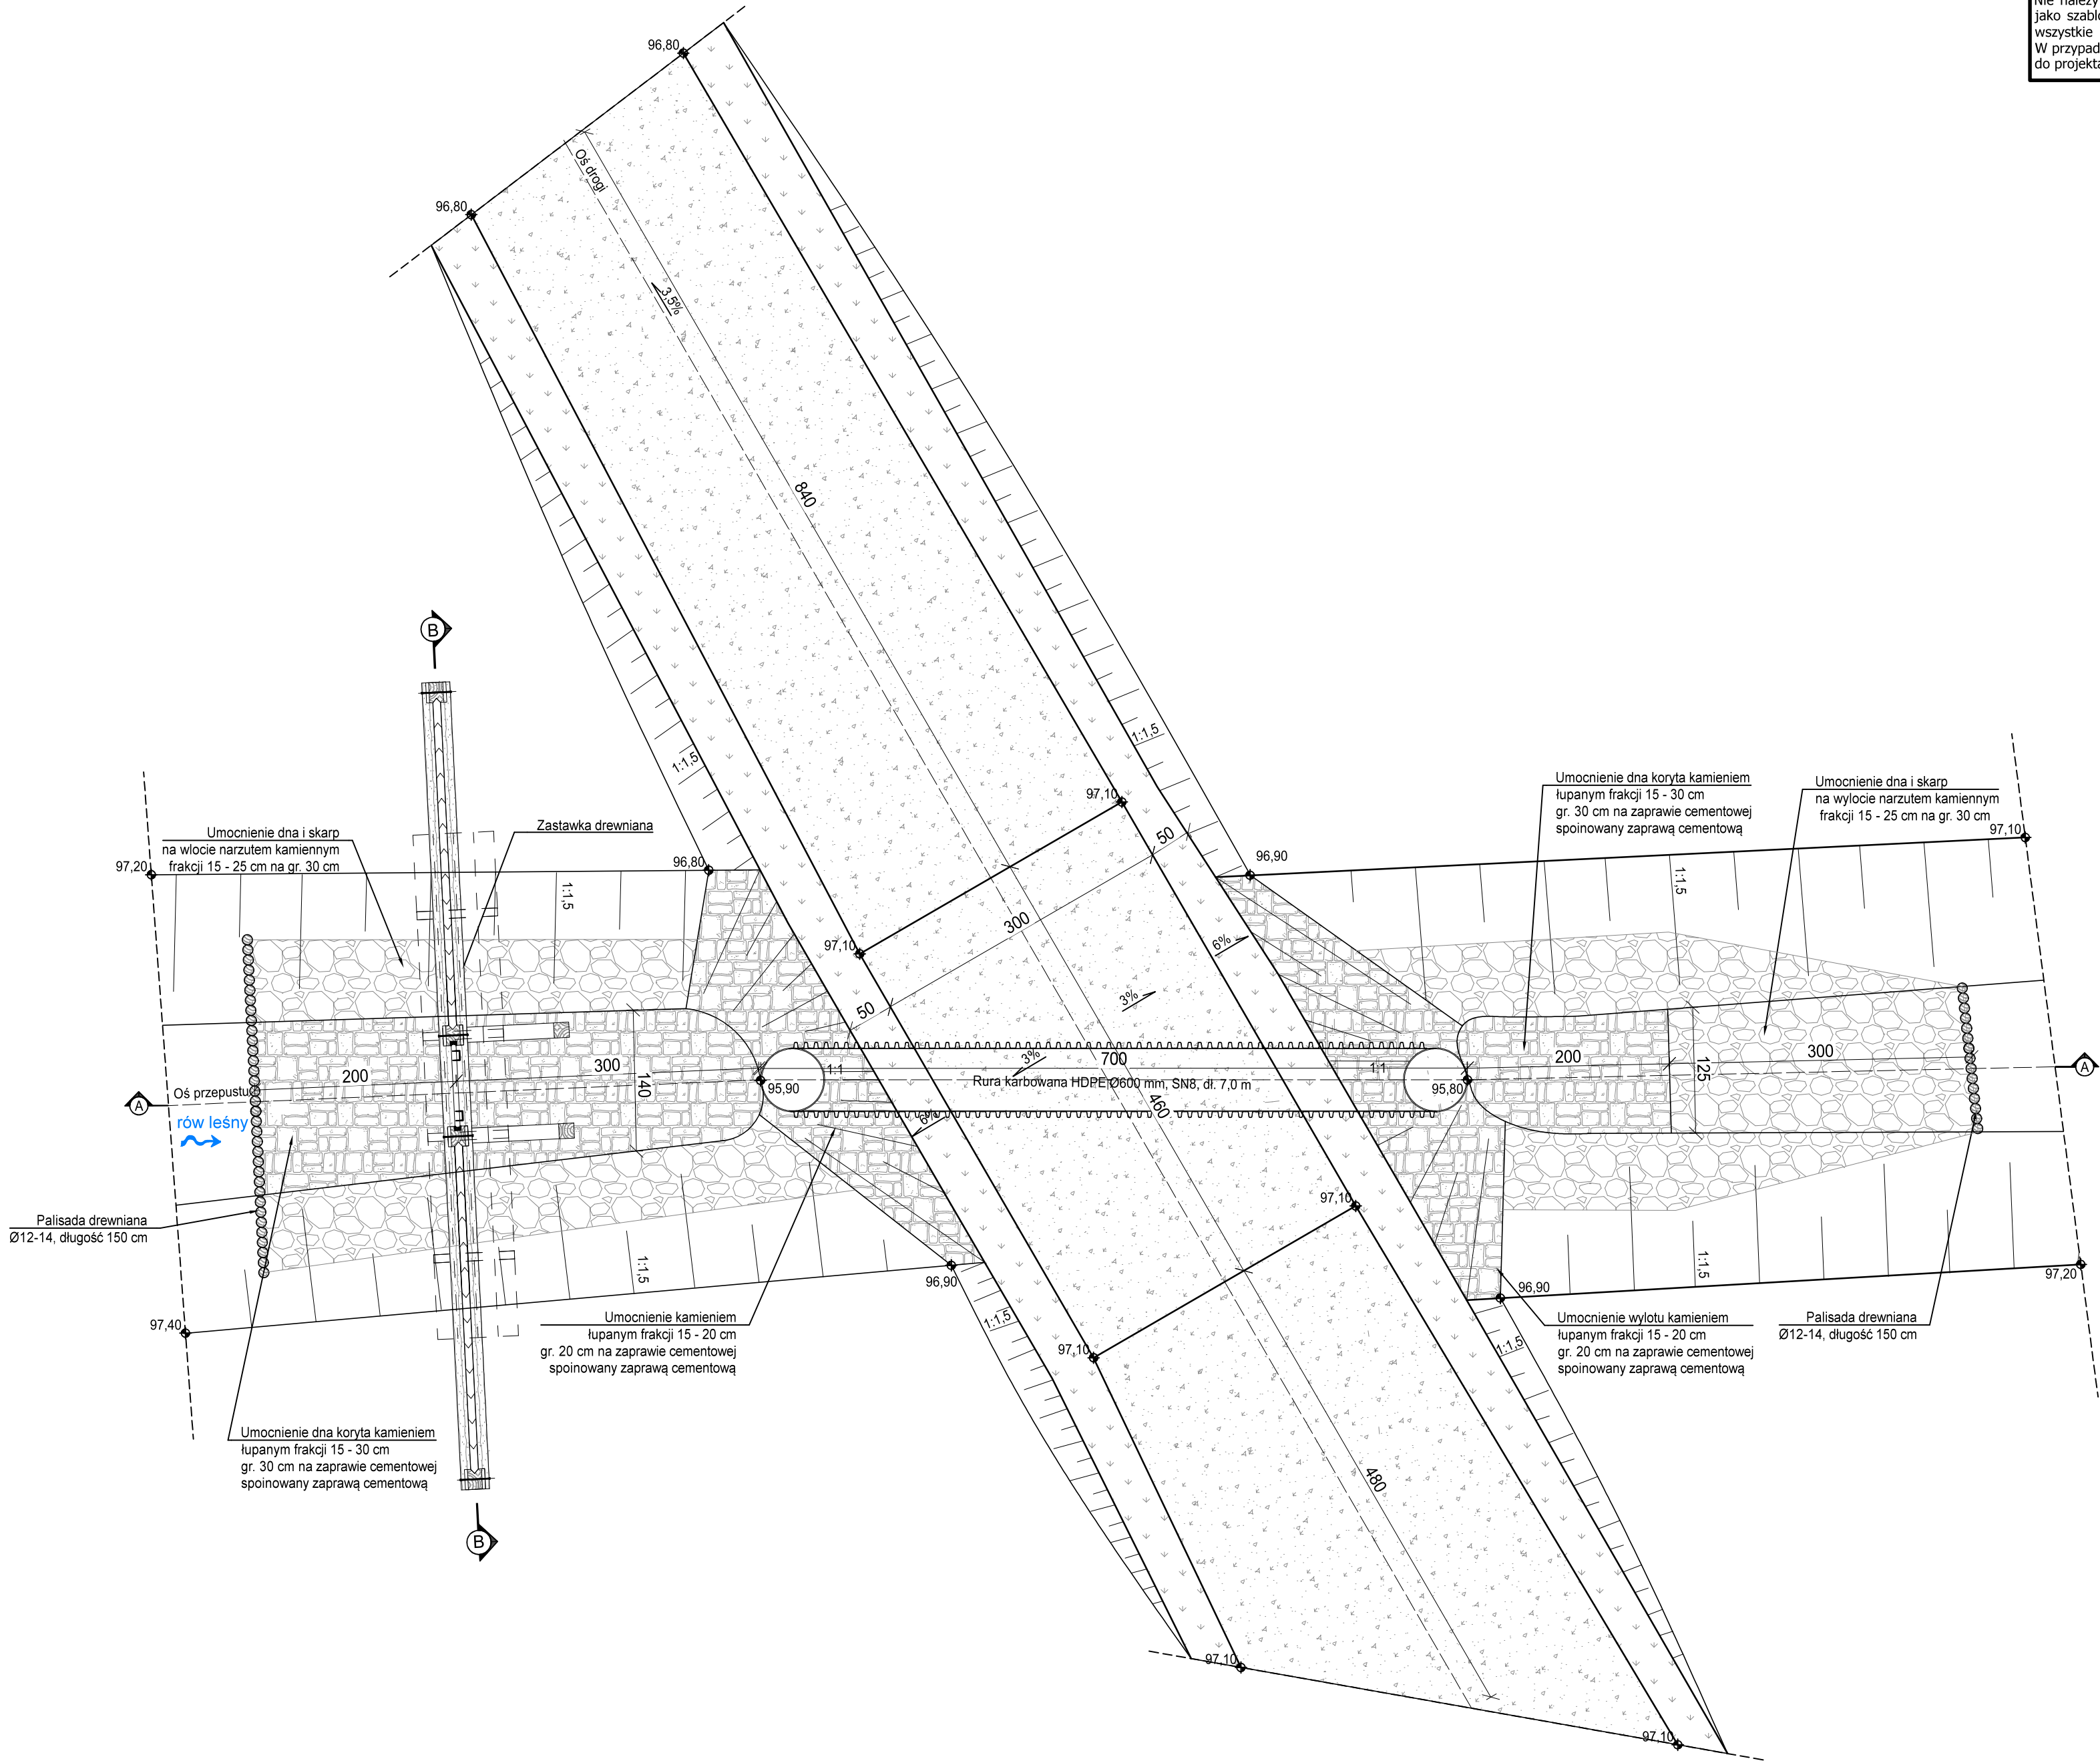 Nie należy
jako szablo
wszystkie
W przypad
do projekta
96,80
96,80
Oś drogi
3,5%
840
B
1:1,5
1:1,5
97,10
50
Zastawka drewniana
Umocnienie dna i skarp
na wlocie narzutem kamiennym
frakcji 15 - 25 cm na gr. 30 cm
97,20
96,80
1:1,5
Umocnienie dna koryta kamieniem
łupanym frakcji 15 - 30 cm
gr. 30 cm na zaprawie cementowej
spoinowany zaprawą cementową
Umocnienie dna i skarp
na wylocie narzutem kamiennym
frakcji 15 - 25 cm na gr. 30 cm
97,10
96,90
1:1,5
300
97,10
6%
50
3%
3%
700
Rura karbowana HDPE Ø600 mm, SN8, dł. 7,0 m
1:1
1:1
95,90
95,80
200
300
140
200
125
300
Oś przepustu
A
A
rów leśny
460
6%
Palisada drewniana
Ø12-14, długość 150 cm
1:1,5
97,10
1:1,5
97,20
96,90
96,90
97,40
Umocnienie kamieniem
łupanym frakcji 15 - 20 cm
gr. 20 cm na zaprawie cementowej
spoinowany zaprawą cementową
1:1,5
97,10
1:1,5
Umocnienie wylotu kamieniem
łupanym frakcji 15 - 20 cm
gr. 20 cm na zaprawie cementowej
spoinowany zaprawą cementową
Palisada drewniana
Ø12-14, długość 150 cm
Umocnienie dna koryta kamieniem
łupanym frakcji 15 - 30 cm
gr. 30 cm na zaprawie cementowej
spoinowany zaprawą cementową
480
B
97,10
97,10